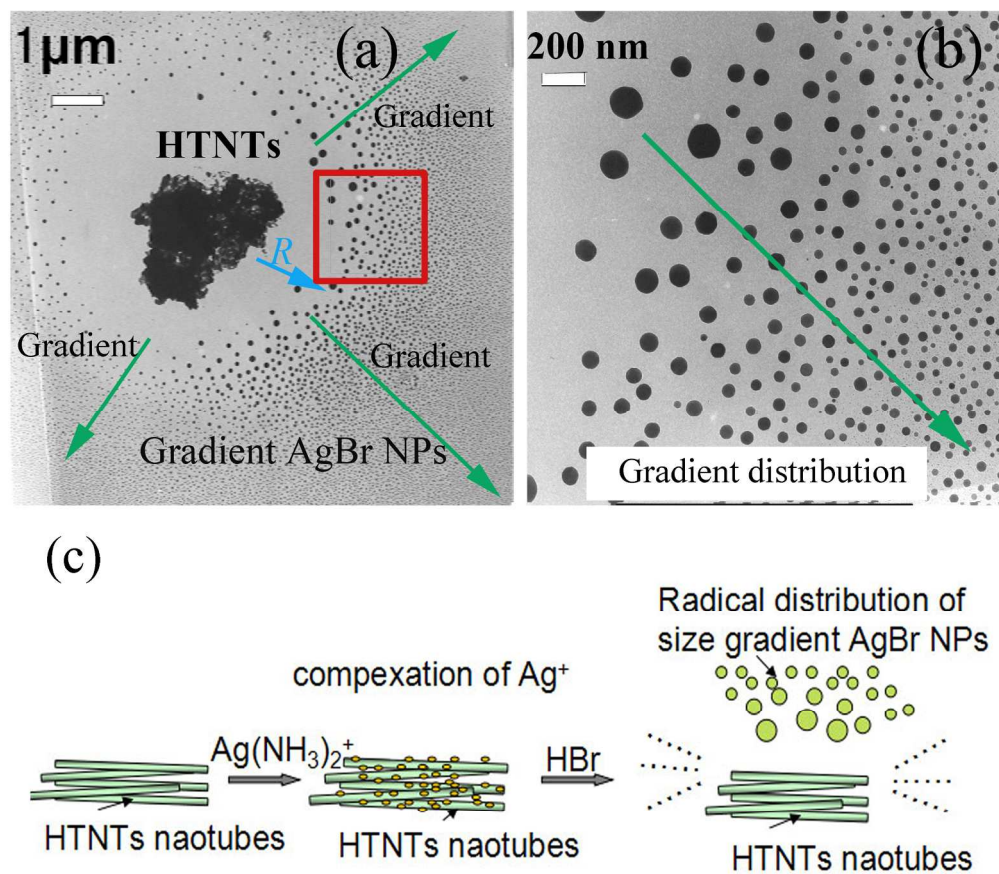 1μm
(a)
Gradient
HTNTs
R
Gradient
Gradient
Gradient AgBr NPs
200 nm
(b)
Gradient distribution
(c)
Radical distribution of
size gradient AgBr NPs
compexation of Ag⁺
Ag(NH₃)₂⁺
HBr
HTNTs naotubes
HTNTs naotubes
HTNTs naotubes